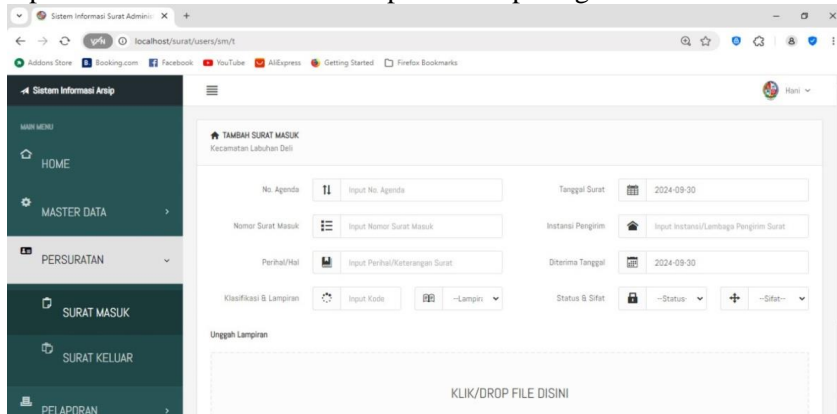 Sistem Informasi Surat Adminis
VPN
localhost/surat/users/sm/t
Addons Store Booking.com Facebook YouTube AliExpress Getting Started Firefox Bookmarks
Sistem Informasi Arsip
Hani
MAIN MENU
HOME
MASTER DATA
PERSURATAN
SURAT MASUK
SURAT KELUAR
PELAPORAN
TAMBAH SURAT MASUK
Kecamatan Labuhan Deli
No. Agenda Input No. Agenda Tanggal Surat 2024-09-30
Nomor Surat Masuk Input Nomor Surat Masuk Instansi Pengirim Input Instansi/Lembaga Pengirim Surat
Perihal/Hal Input Perihal/Keterangan Surat Diterima Tanggal 2024-09-30
Klasifikasi & Lampiran Input Kode --Lampir Status & Sifat --Status- --Sifat--
Unggah Lampiran
KLIK/DROP FILE DISINI